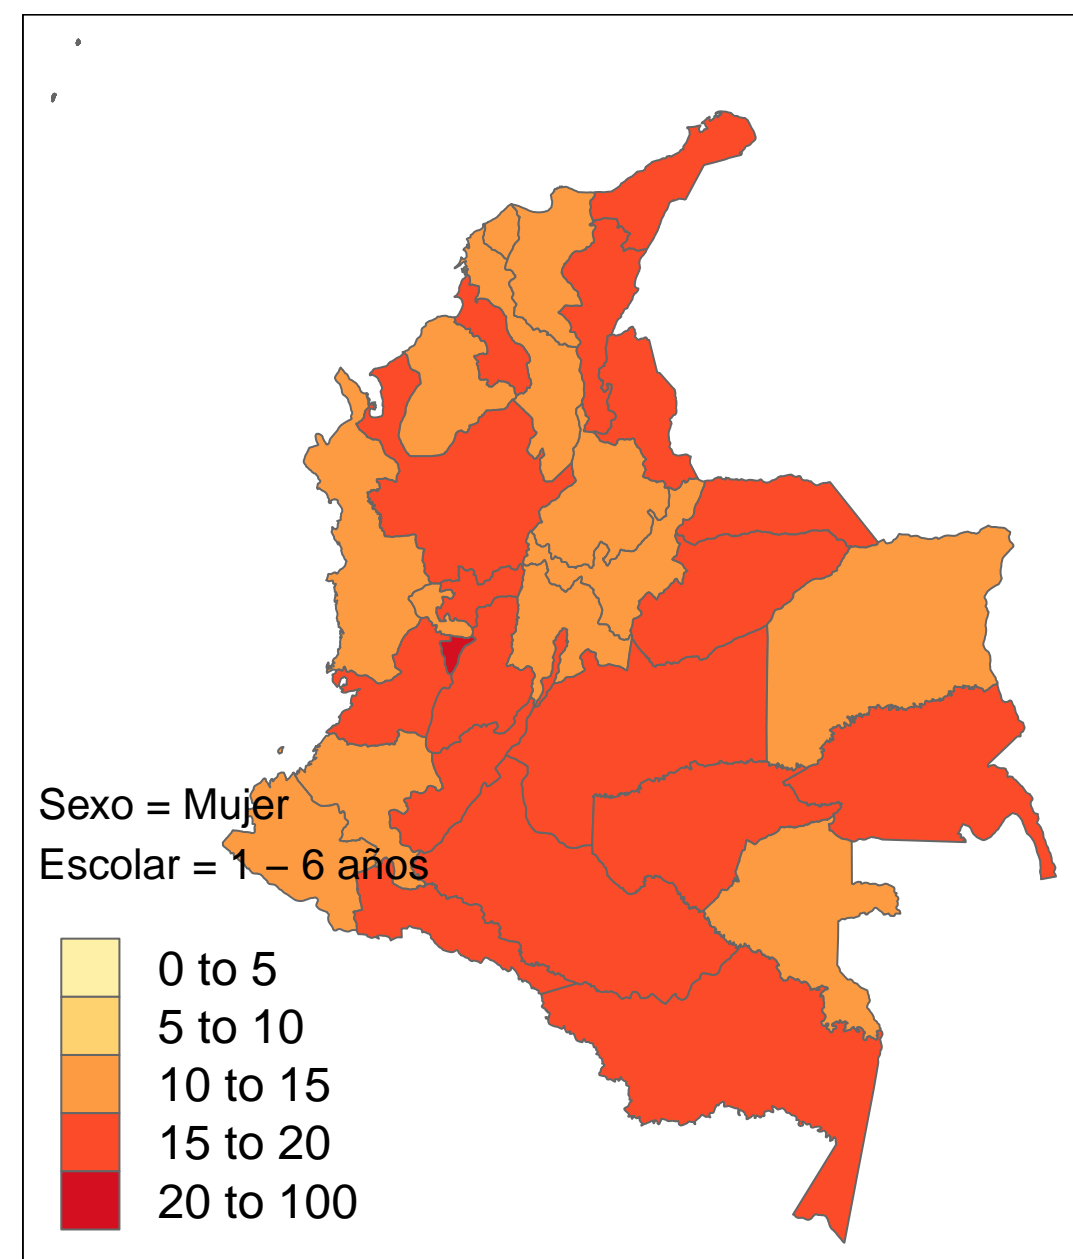 Sexo = Mujer
Escolar = 1 – 6 años
0 to 5
5 to 10
10 to 15
15 to 20
20 to 100